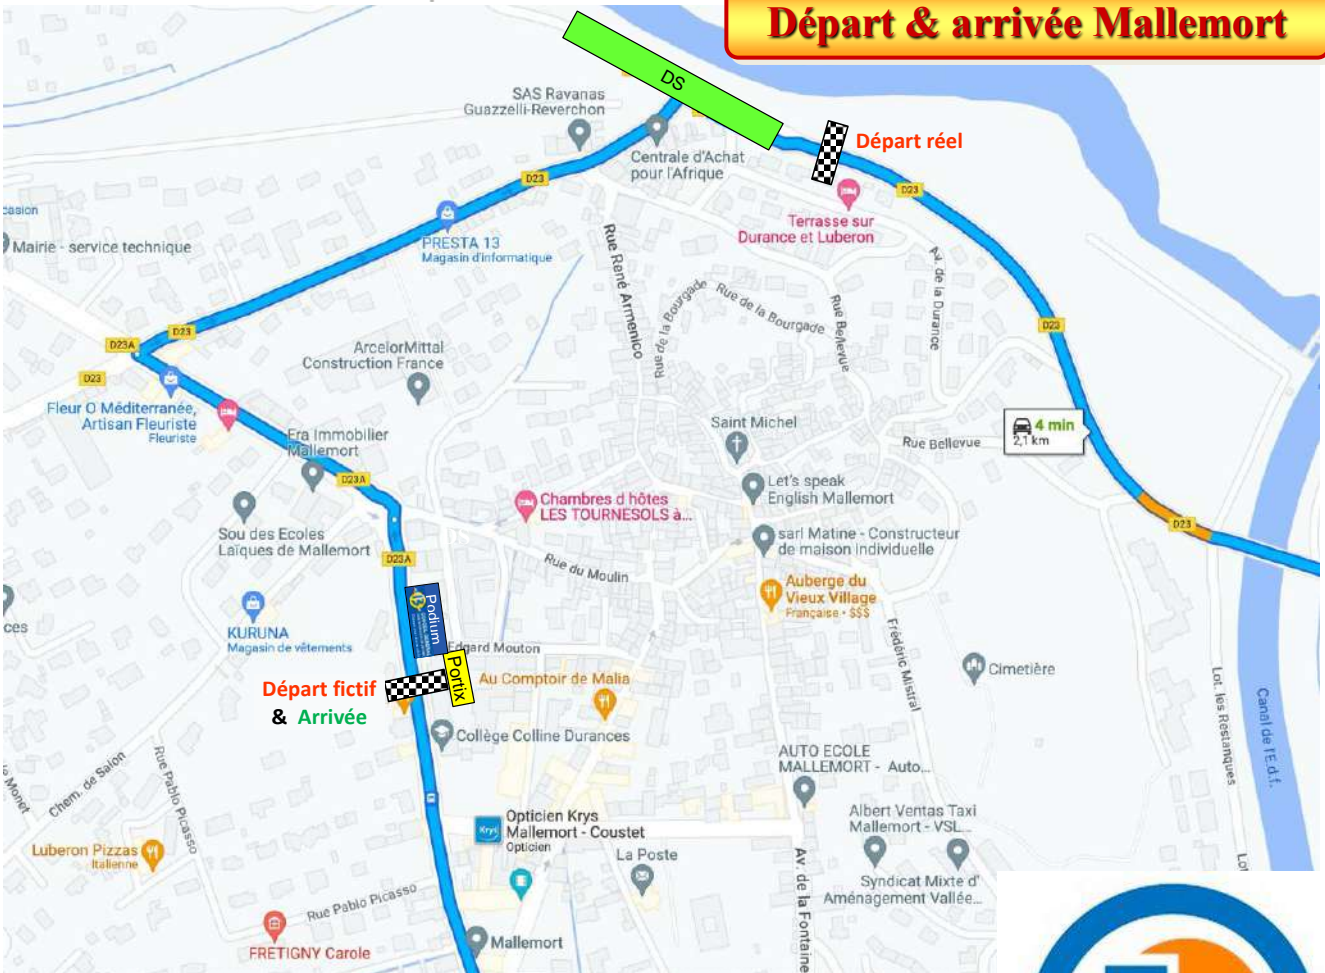 Départ & arrivée Mallemort
DS
SAS Ravanas
Guazzelli-Reverchon
Départ réel
Centrale d'Achat
pour l'Afrique
D23
D23
Terrasse sur
Durance et Luberon
casion
Mairie - service technique
PRESTA 13
Magasin d'informatique
Rue René Armenico
Rue de la Bourgade
Rue de la Bourgade
Rue Bellevue
Av. de la Durance
D23
D23
D23A
D23
ArcelorMittal
Construction France
Fleur O Méditerranée,
Artisan Fleuriste
Fleuriste
Era Immobilier
Mallemort
Saint Michel
4 min
2,1 km
Rue Bellevue
D23A
Let's speak
English Mallemort
Chambres d hôtes
LES TOURNESOLS à...
D23
Sou des Ecoles
Laïques de Mallemort
sarl Matine - Constructeur
de maison individuelle
D23A
Rue du Moulin
Auberge du
Vieux Village
Française • $$$
Podium
ces
KURUNA
Magasin de vêtements
Edgard Mouton
Frédéric Mistral
Portix
Cimetière
Départ fictif
& Arrivée
Au Comptoir de Malia
Lot. les Restanques
Canal de l'E.d.f.
Collège Colline Durances
AUTO ECOLE
MALLEMORT - Auto...
Chem. de Salon
Rue Pablo Picasso
Monet
Albert Ventas Taxi
Mallemort - VSL...
Krys
Opticien Krys
Mallemort - Coustet
Opticien
Luberon Pizzas
Italienne
La Poste
Av. de la Fontaine
Syndicat Mixte d'
Aménagement Vallée...
Lot
Rue Pablo Picasso
FRETIGNY Carole
Mallemort